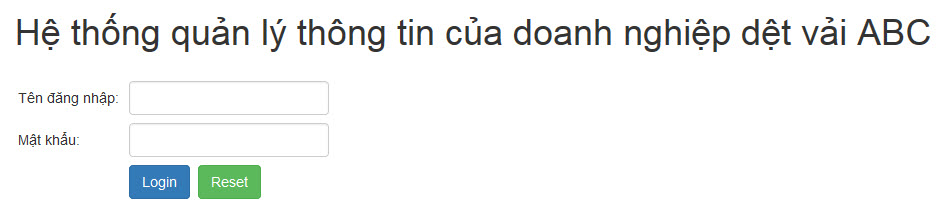 Hệ thống quản lý thông tin của doanh nghiệp dệt vải ABC
Tên đăng nhập:
Mật khẩu:
Login Reset